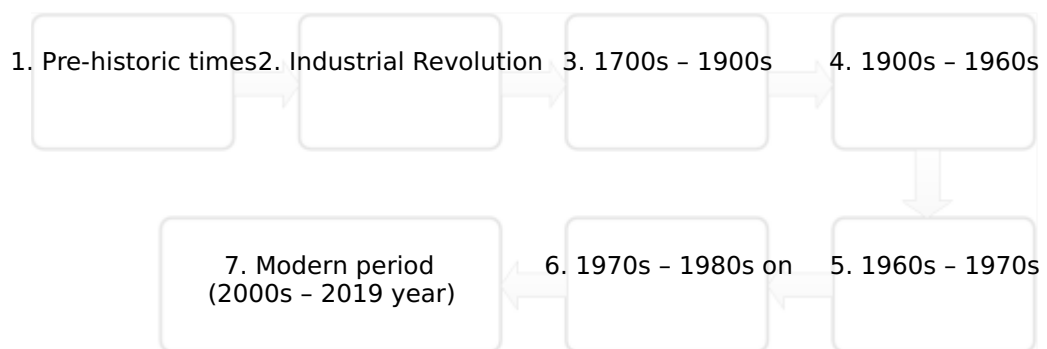 1. Pre-historic times
2. Industrial Revolution
3. 1700s – 1900s
4. 1900s – 1960s
5. 1960s – 1970s
6. 1970s – 1980s on
7. Modern period
(2000s – 2019 year)